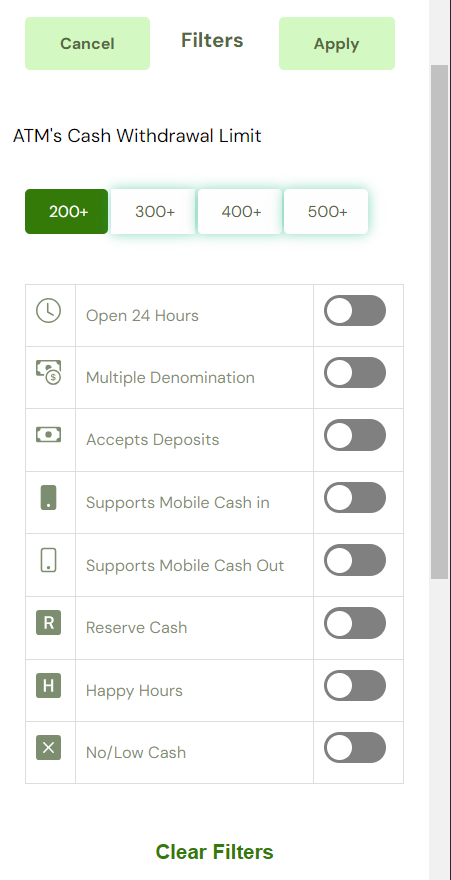 Cancel Filters Apply
ATM's Cash Withdrawal Limit
200+ 300+ 400+ 500+
Open 24 Hours
$ Multiple Denomination
Accepts Deposits
Supports Mobile Cash in
Supports Mobile Cash Out
R Reserve Cash
H Happy Hours
No/Low Cash
Clear Filters